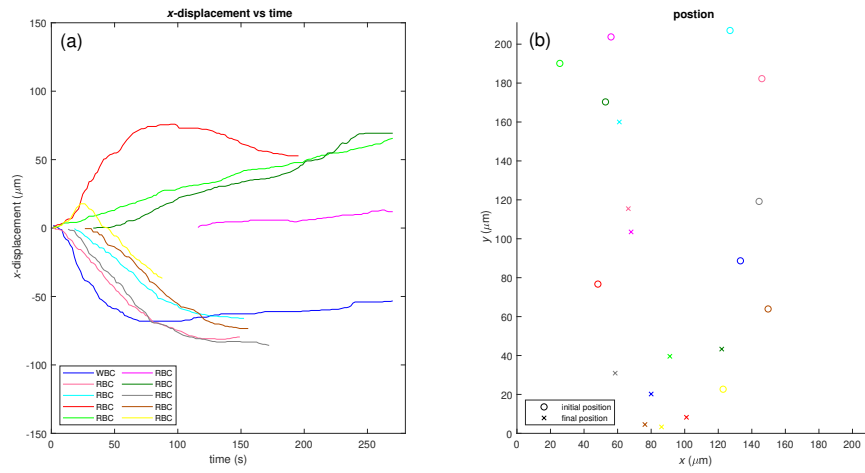 x-displacement vs time
(a)
x-displacement (μm)
150
100
50
0
-50
-100
-150
0 50 100 150 200 250
time (s)
WBC RBC
RBC RBC
RBC RBC
RBC RBC
RBC RBC
postion
(b)
y (μm)
200
180
160
140
120
100
80
60
40
20
0
0 20 40 60 80 100 120 140 160 180 200
x (μm)
initial position
final position